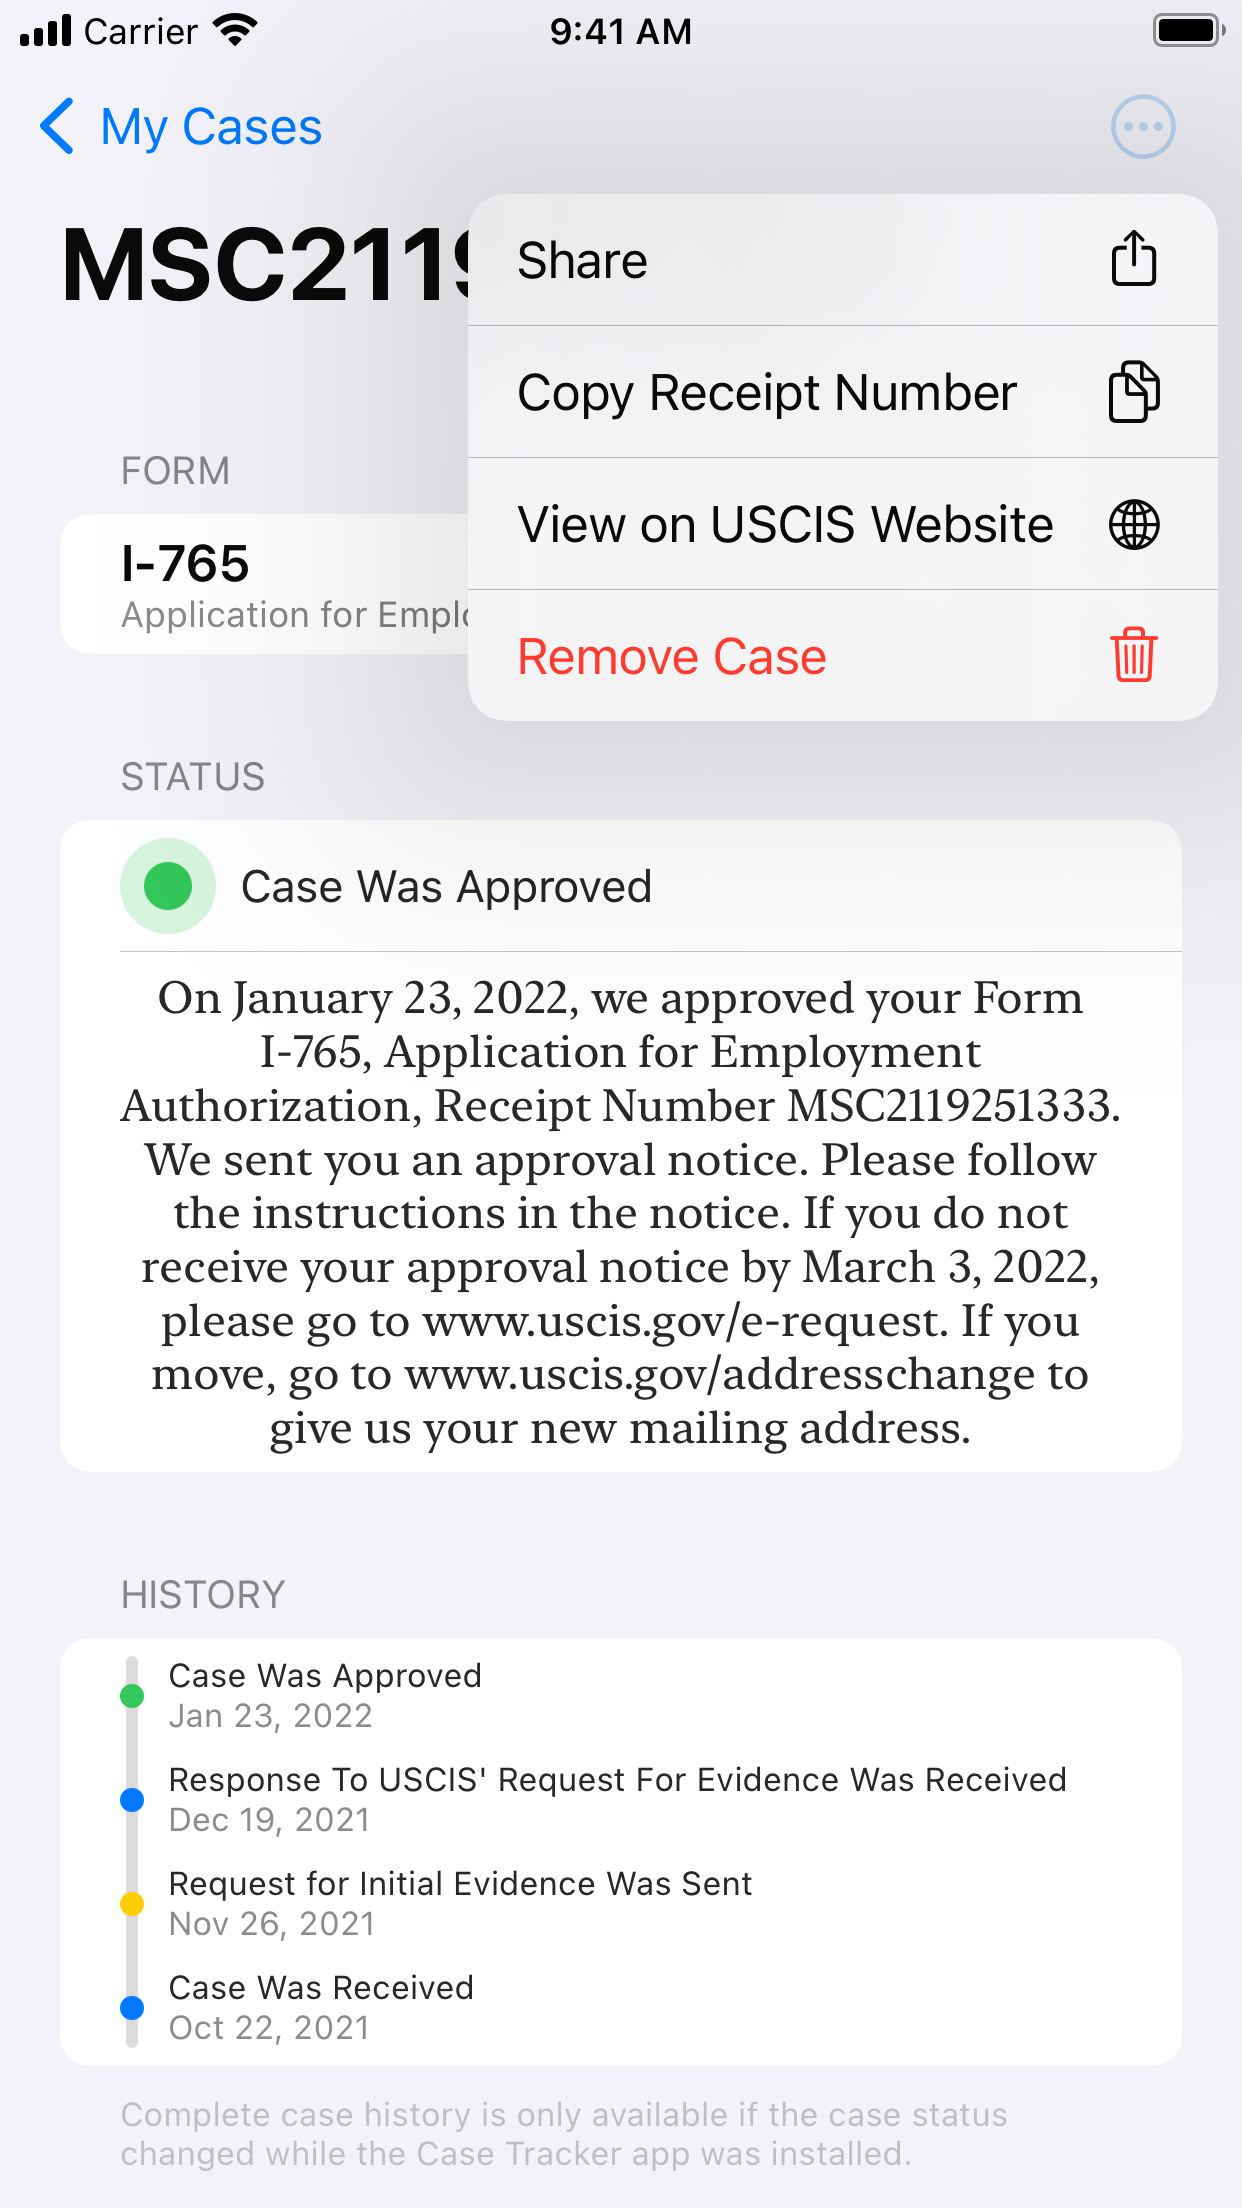 Carrier
9:41 AM
My Cases
MSC211
Share
Copy Receipt Number
View on USCIS Website
Remove Case
FORM
I-765
Application for Empl
STATUS
Case Was Approved
On January 23, 2022, we approved your Form
I-765, Application for Employment
Authorization, Receipt Number MSC2119251333.
We sent you an approval notice. Please follow
the instructions in the notice. If you do not
receive your approval notice by March 3, 2022,
please go to www.uscis.gov/e-request. If you
move, go to www.uscis.gov/addresschange to
give us your new mailing address.
HISTORY
Case Was Approved
Jan 23, 2022
Response To USCIS' Request For Evidence Was Received
Dec 19, 2021
Request for Initial Evidence Was Sent
Nov 26, 2021
Case Was Received
Oct 22, 2021
Complete case history is only available if the case status
changed while the Case Tracker app was installed.